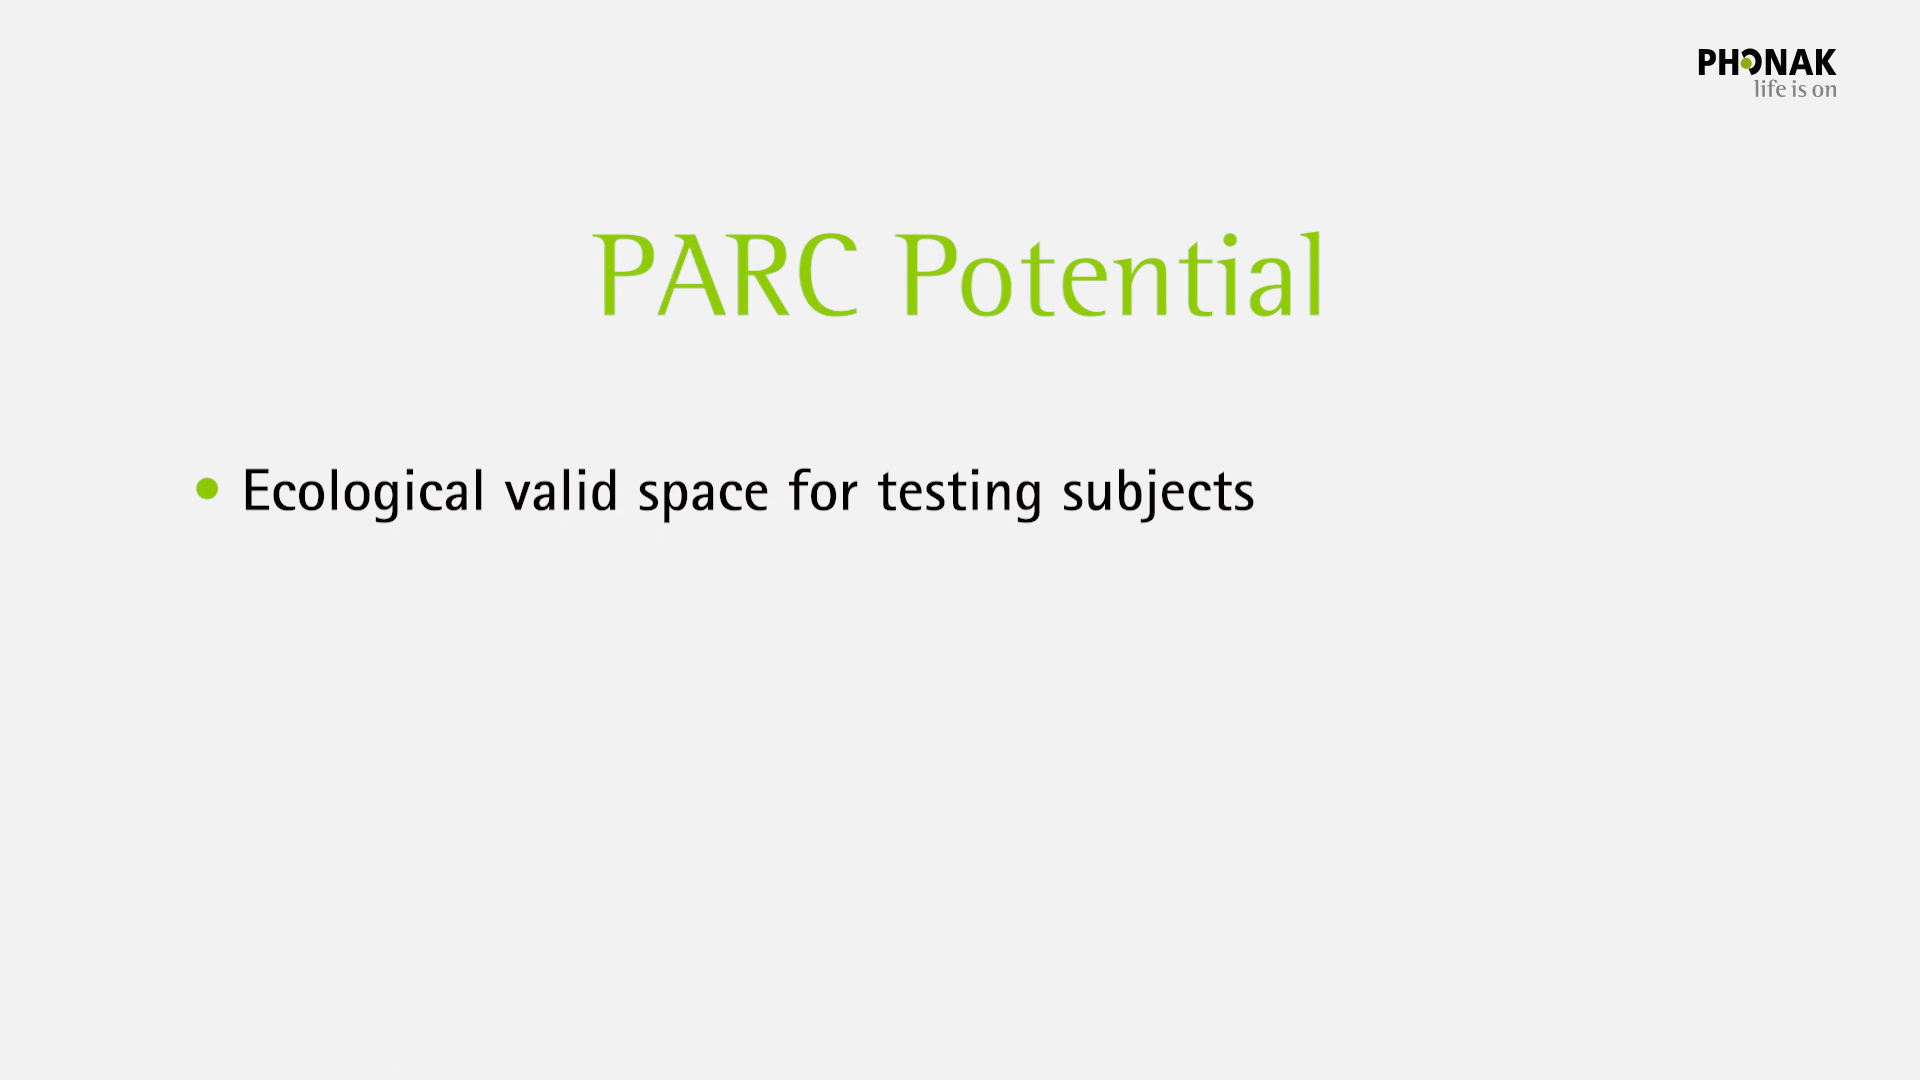 PHONAK
life is on
PARC Potential
• Ecological valid space for testing subjects